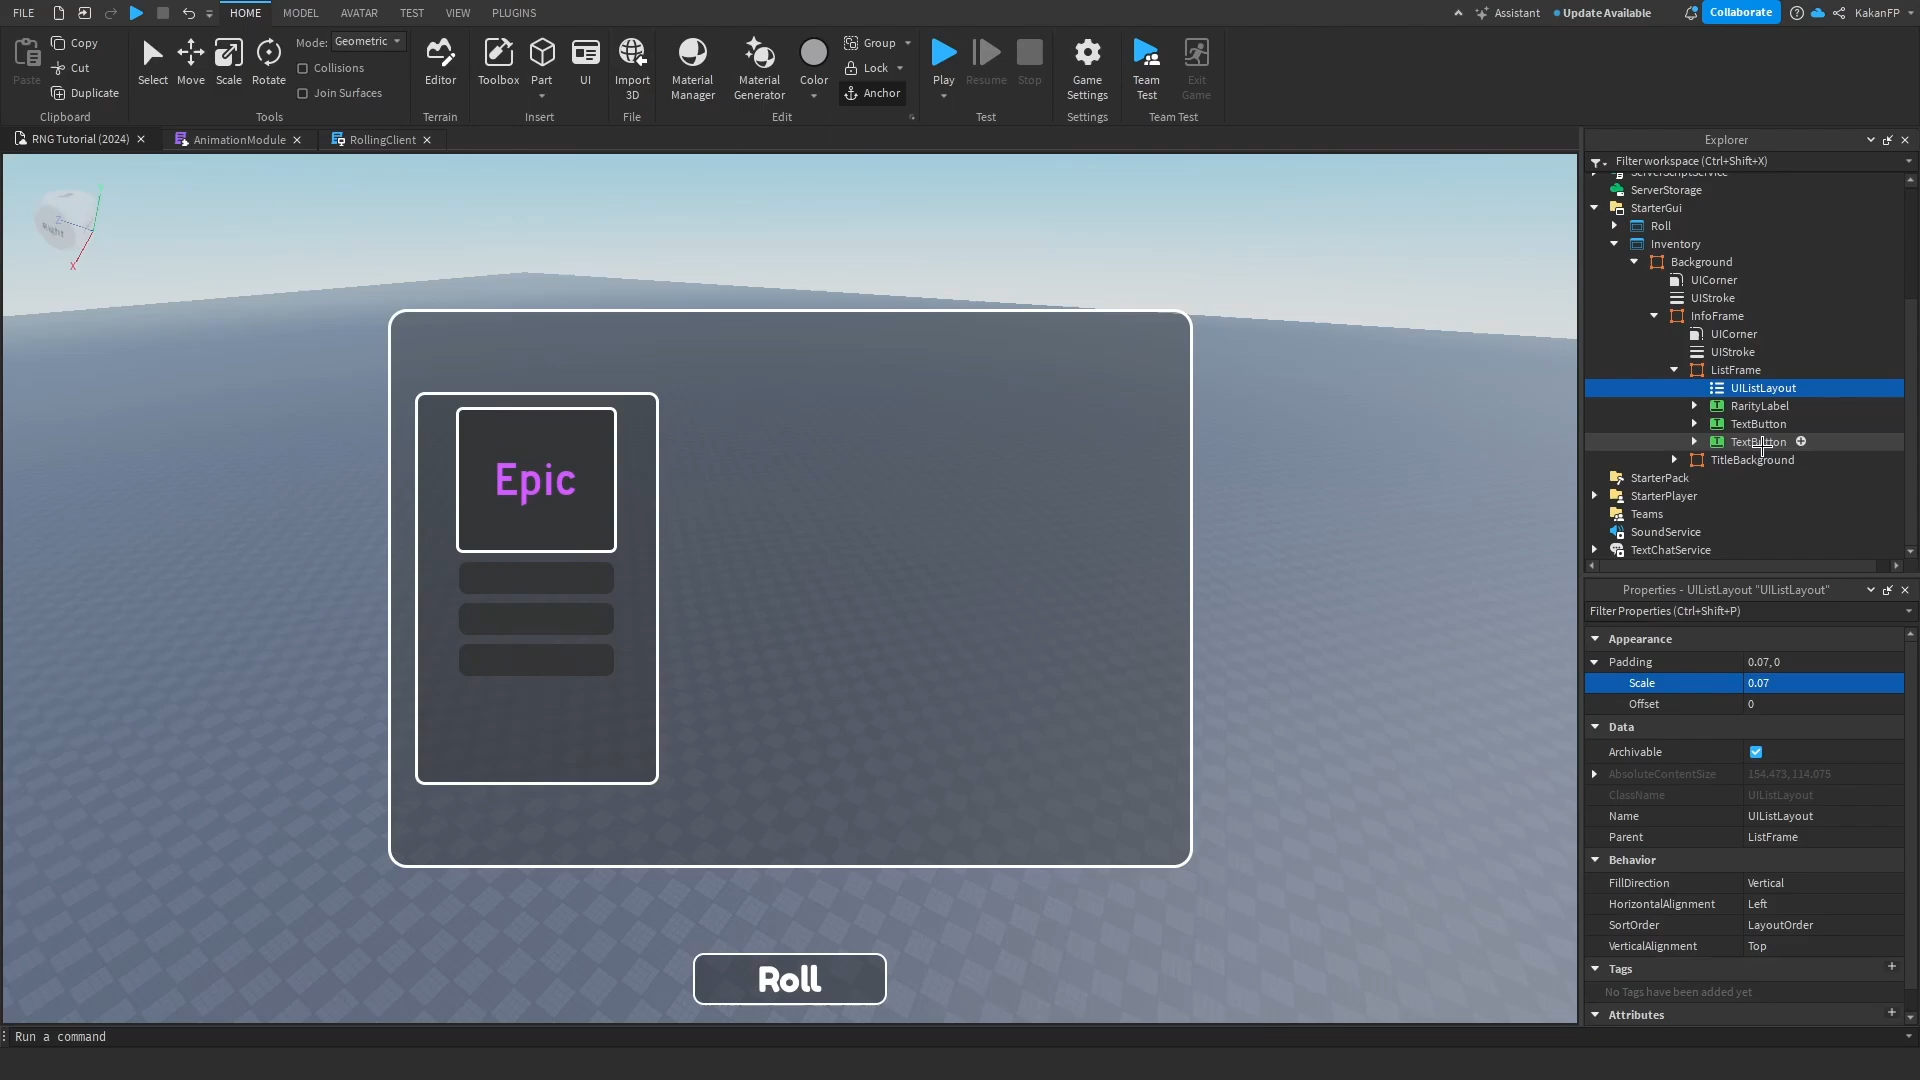 FILE HOME MODEL AVATAR TEST VIEW PLUGINS Assistant Update Available Collaborate KakanFP
Copy Mode: Geometric Group
Paste Cut Select Move Scale Rotate Collisions Editor Toolbox Part UI Import Material Material Color Lock Play Resume Stop Game Team Exit
Duplicate Join Surfaces 3D Manager Generator Anchor Settings Test Game
Clipboard Tools Terrain Insert File Edit Test Settings Team Test
RNG Tutorial (2024) AnimationModule RollingClient
Explorer
Filter workspace (Ctrl+Shift+X)
ServerScriptService
ServerStorage
StarterGui
Roll
Inventory
Background
UICorner
UIStroke
InfoFrame
UICorner
UIStroke
ListFrame
UIListLayout
RarityLabel
TextButton
TextButton
TitleBackground
StarterPack
StarterPlayer
Teams
SoundService
TextChatService
Properties - UIListLayout "UIListLayout"
Filter Properties (Ctrl+Shift+P)
Appearance
Padding 0.07, 0
Scale 0.07
Offset 0
Data
Archivable
AbsoluteContentSize 154.473, 114.075
ClassName UIListLayout
Name UIListLayout
Parent ListFrame
Behavior
FillDirection Vertical
HorizontalAlignment Left
SortOrder LayoutOrder
VerticalAlignment Top
Tags
No Tags have been added yet
Attributes
Right
Z
X
Epic
Roll
Run a command